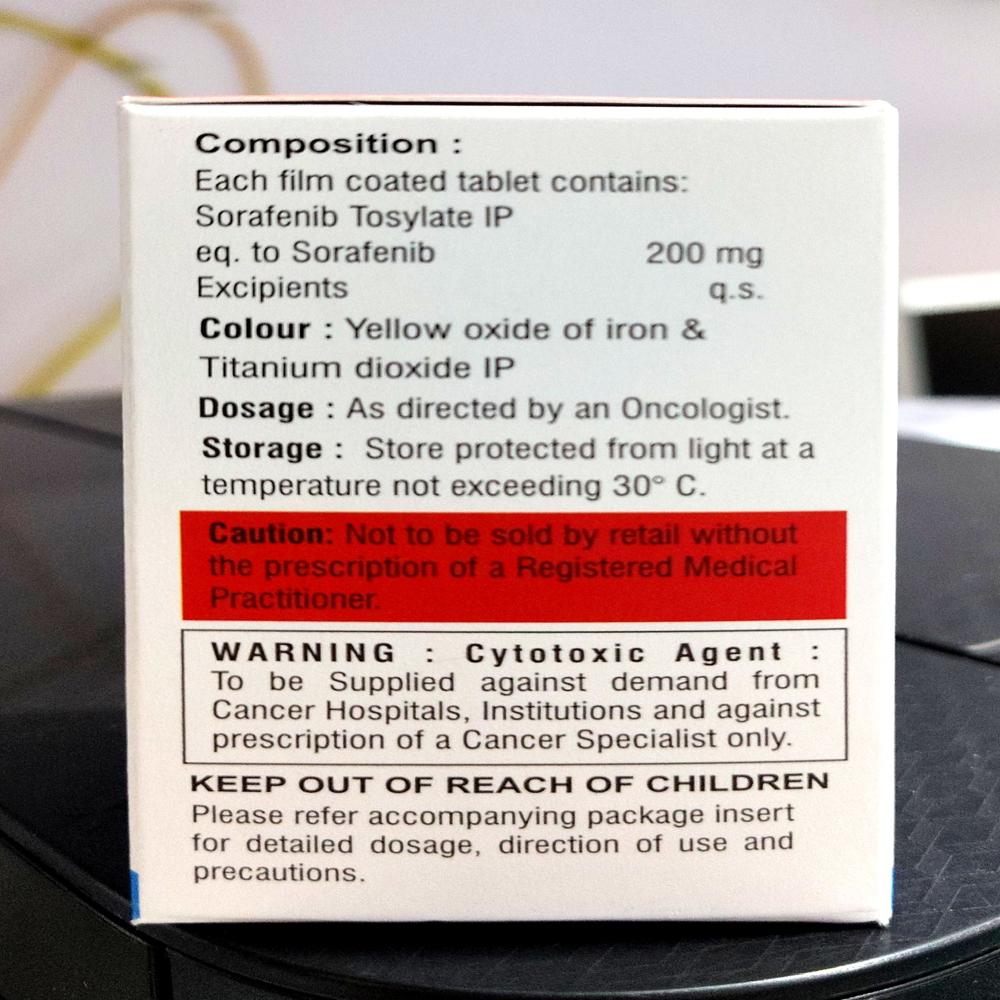 Composition :
Each film coated tablet contains:
Sorafenib Tosylate IP
eq. to Sorafenib 200 mg
Excipients q.s.
Colour : Yellow oxide of iron &
Titanium dioxide IP
Dosage : As directed by an Oncologist.
Storage : Store protected from light at a
temperature not exceeding 30° C.
Caution: Not to be sold by retail without
the prescription of a Registered Medical
Practitioner.
WARNING : Cytotoxic Agent :
To be Supplied against demand from
Cancer Hospitals, Institutions and against
prescription of a Cancer Specialist only.
KEEP OUT OF REACH OF CHILDREN
Please refer accompanying package insert
for detailed dosage, direction of use and
precautions.